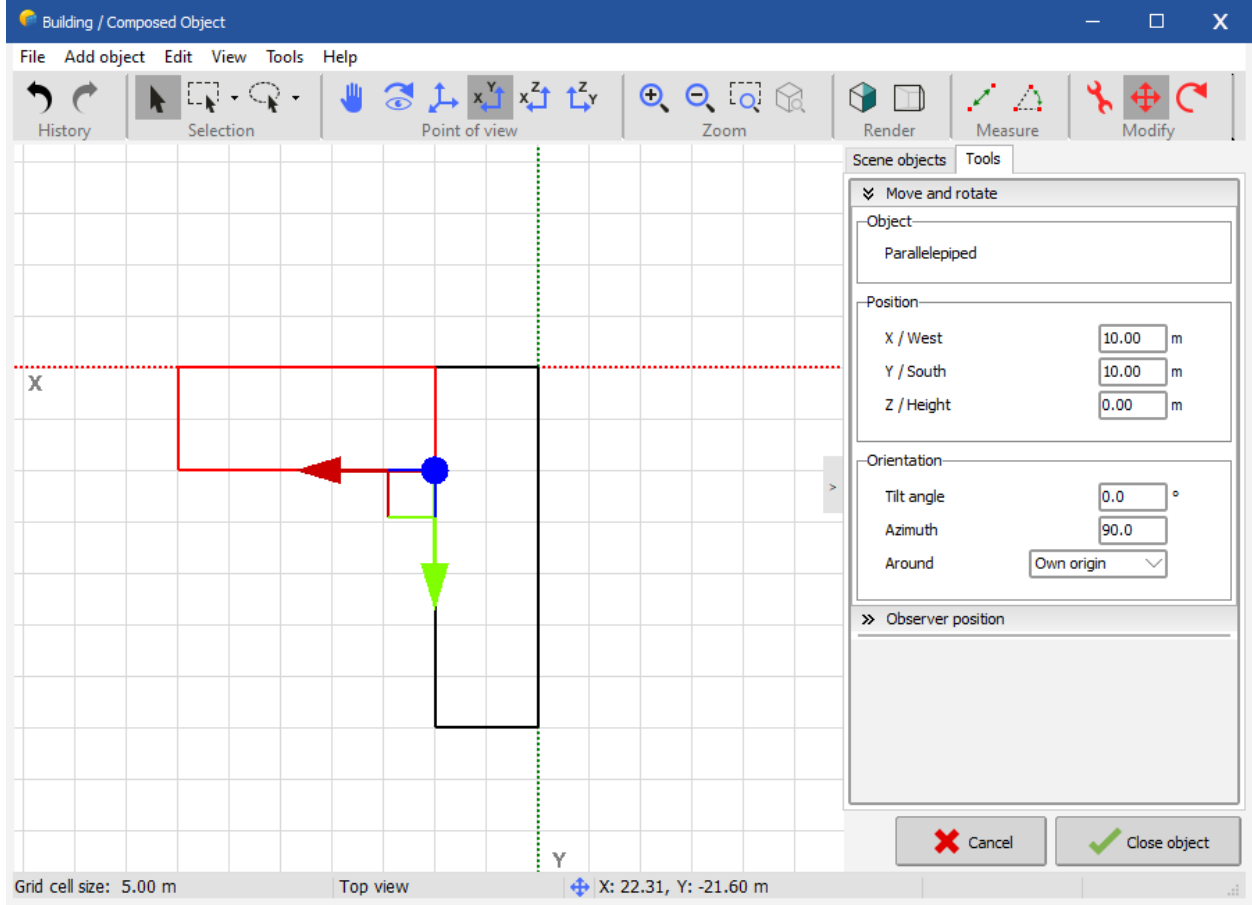 Building / Composed Object
File Add object Edit View Tools Help
History Selection Point of view Zoom Render Measure Modify
Scene objects Tools
Move and rotate
Object
Parallelepiped
Position
X / West 10.00 m
Y / South 10.00 m
Z / Height 0.00 m
Orientation
Tilt angle 0.0 °
Azimuth 90.0
Around Own origin
Observer position
X
Y
Cancel Close object
Grid cell size: 5.00 m Top view X: 22.31, Y: -21.60 m